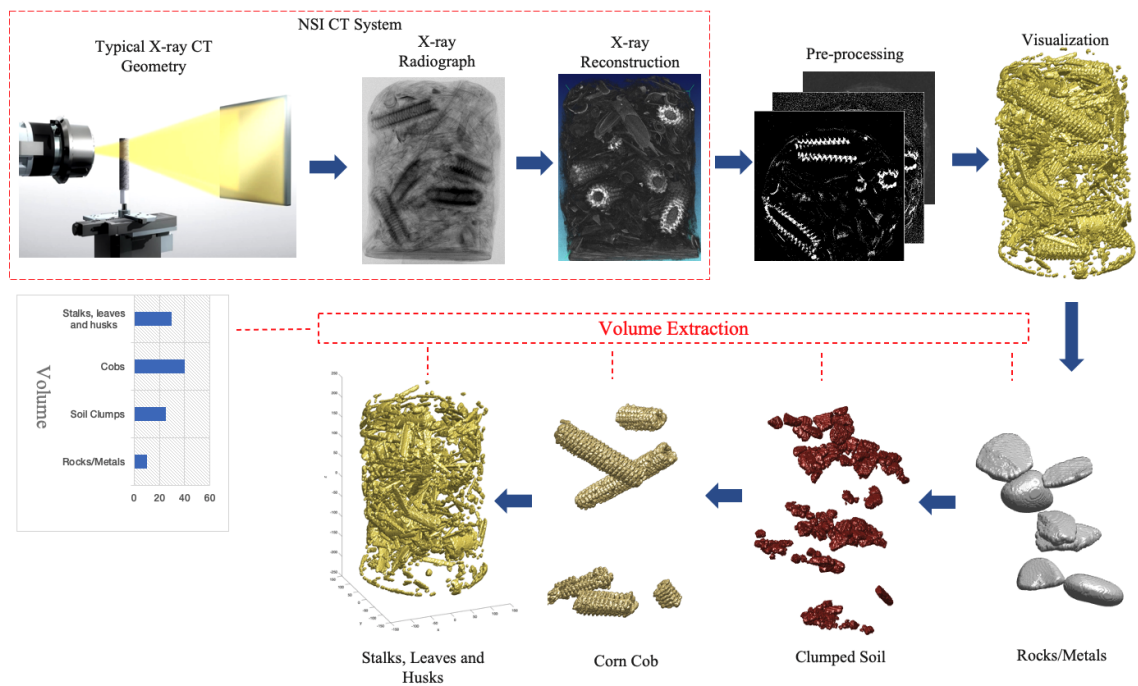 NSI CT System
Typical X-ray CT
Geometry
X-ray
Radiograph
X-ray
Reconstruction
Pre-processing
Visualization
Volume Extraction
Volume
Stalks, leaves
and husks
Cobs
Soil Clumps
Rocks/Metals
0 20 40 60
Stalks, Leaves and
Husks
Corn Cob
Clumped Soil
Rocks/Metals